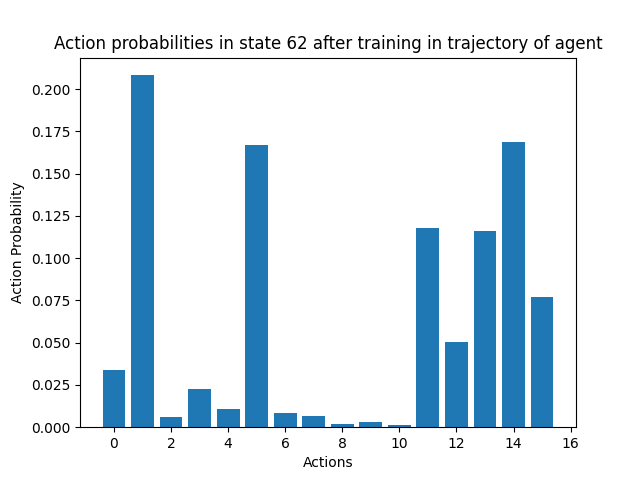 Action probabilities in state 62 after training in trajectory of agent
0.200
0.175
0.150
0.125
0.100
0.075
0.050
0.025
0.000
Action Probability
0 2 4 6 8 10 12 14 16
Actions